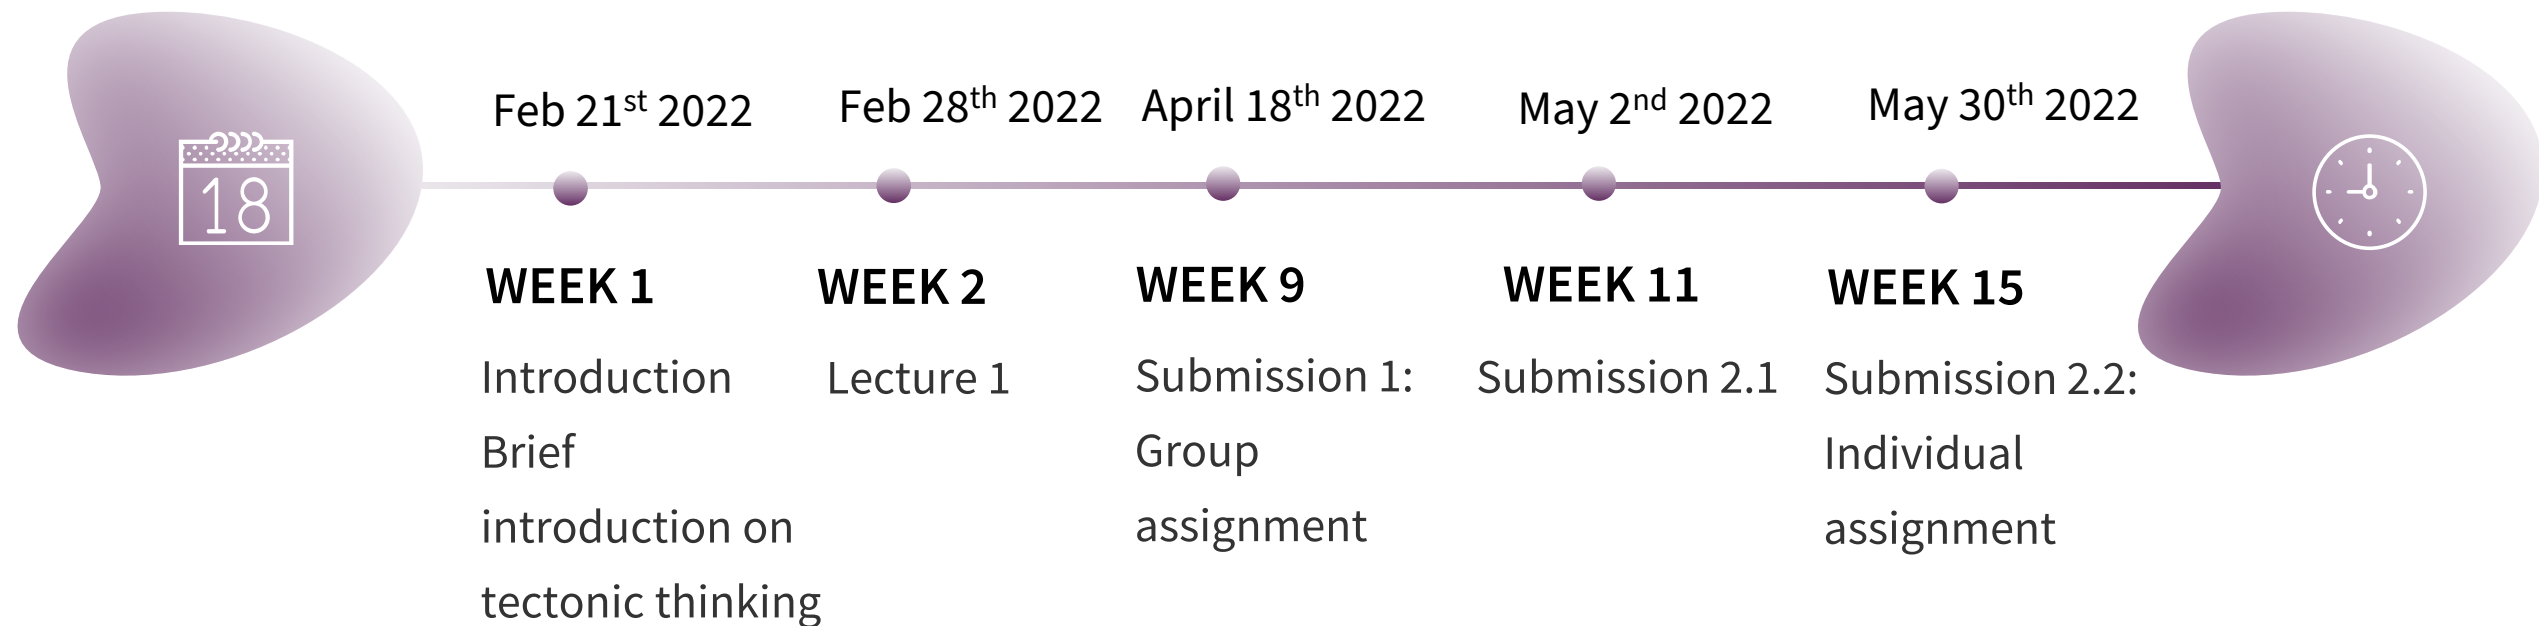 Feb 21st 2022
Feb 28th 2022
April 18th 2022
May 2nd 2022
May 30th 2022
18
WEEK 1
Introduction
Brief
introduction on
tectonic thinking
WEEK 2
Lecture 1
WEEK 9
Submission 1:
Group
assignment
WEEK 11
Submission 2.1
WEEK 15
Submission 2.2:
Individual
assignment